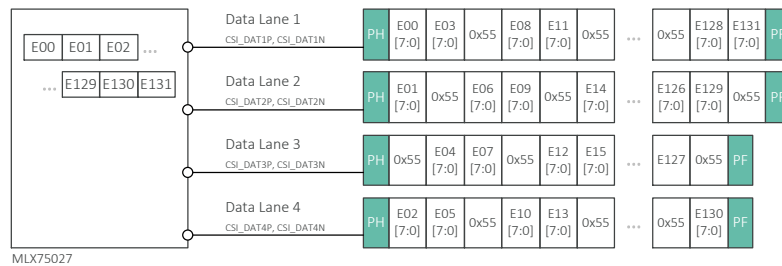 E00 E01 E02 ...
... E129 E130 E131
MLX75027
Data Lane 1
CSI_DAT1P, CSI_DAT1N
PH E00 [7:0] E03 [7:0] 0x55 E08 [7:0] E11 [7:0] 0x55 ... 0x55 E128 [7:0] E131 [7:0] PF
Data Lane 2
CSI_DAT2P, CSI_DAT2N
PH E01 [7:0] 0x55 E06 [7:0] E09 [7:0] 0x55 E14 [7:0] ... E126 [7:0] E129 [7:0] 0x55 PF
Data Lane 3
CSI_DAT3P, CSI_DAT3N
PH 0x55 E04 [7:0] E07 [7:0] 0x55 E12 [7:0] E15 [7:0] ... E127 0x55 PF
Data Lane 4
CSI_DAT4P, CSI_DAT4N
PH E02 [7:0] E05 [7:0] 0x55 E10 [7:0] E13 [7:0] 0x55 ... 0x55 E130 [7:0] PF